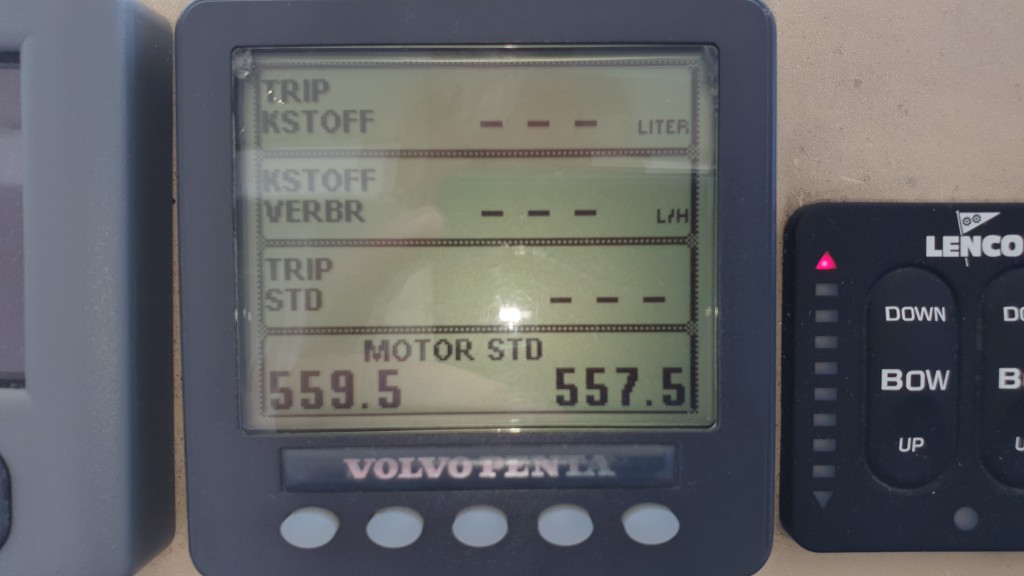 TRIP
KSTOFF --- LITER
KSTOFF
VERBR --- L/H
TRIP
STD ---
MOTOR STD
559.5 557.5
VOLVO PENTA
LENCO
DOWN
BOW
UP